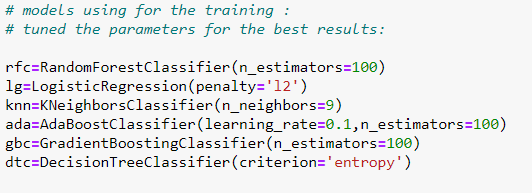 # models using for the training :
# tuned the parameters for the best results:
rfc=RandomForestClassifier(n_estimators=100)
lg=LogisticRegression(penalty='l2')
knn=KNeighborsClassifier(n_neighbors=9)
ada=AdaBoostClassifier(learning_rate=0.1,n_estimators=100)
gbc=GradientBoostingClassifier(n_estimators=100)
dtc=DecisionTreeClassifier(criterion='entropy')